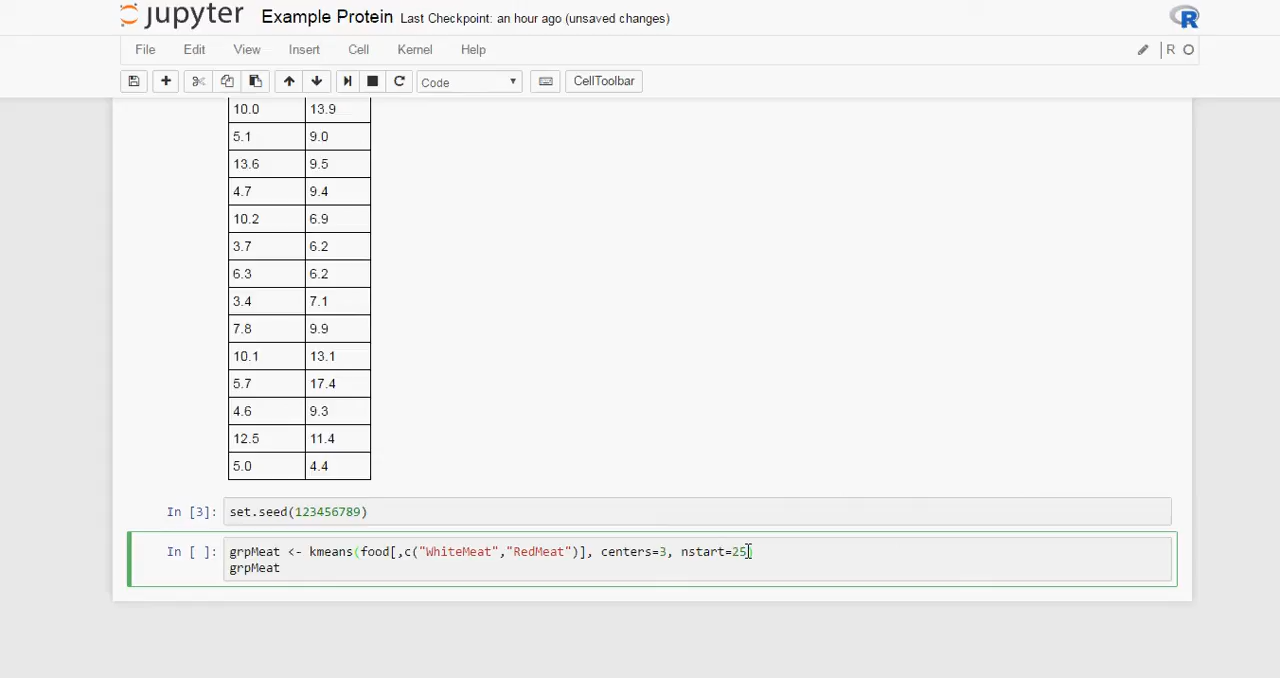 jupyter Example Protein Last Checkpoint: an hour ago (unsaved changes)
R
File Edit View Insert Cell Kernel Help R
Code CellToolbar
10.0 13.9
5.1 9.0
13.6 9.5
4.7 9.4
10.2 6.9
3.7 6.2
6.3 6.2
3.4 7.1
7.8 9.9
10.1 13.1
5.7 17.4
4.6 9.3
12.5 11.4
5.0 4.4
In [3]: set.seed(123456789)
In [ ]: grpMeat <- kmeans(food[,c("WhiteMeat","RedMeat")], centers=3, nstart=25)
grpMeat